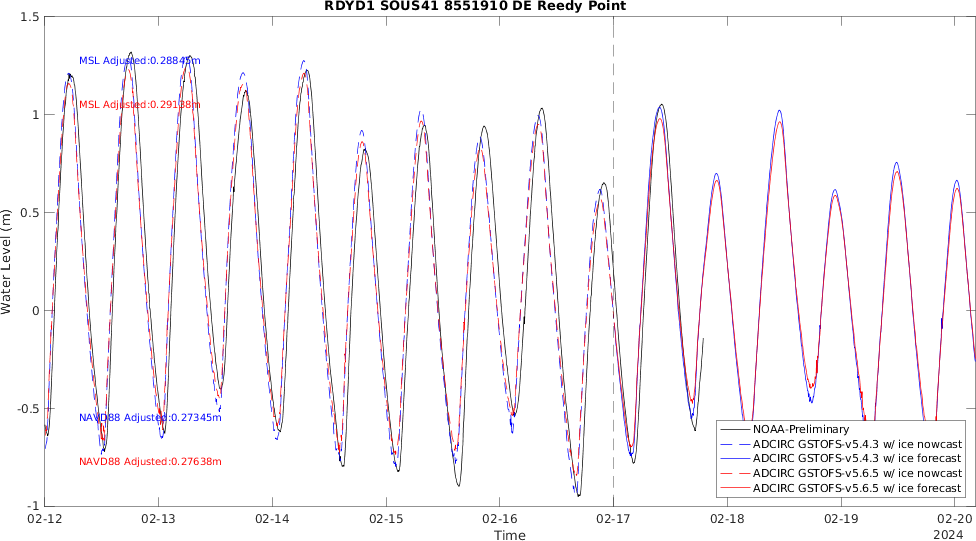 RDYD1 SOUS41 8551910 DE Reedy Point
1.5
1
0.5
0
-0.5
-1
Water Level (m)
MSL Adjusted:0.28845m
MSL Adjusted:0.29138m
NAVD88 Adjusted:0.27345m
NAVD88 Adjusted:0.27638m
NOAA-Preliminary
ADCIRC GSTOFS-v5.4.3 w/ ice nowcast
ADCIRC GSTOFS-v5.4.3 w/ ice forecast
ADCIRC GSTOFS-v5.6.5 w/ ice nowcast
ADCIRC GSTOFS-v5.6.5 w/ ice forecast
02-12 02-13 02-14 02-15 02-16 02-17 02-18 02-19 02-20
Time
2024